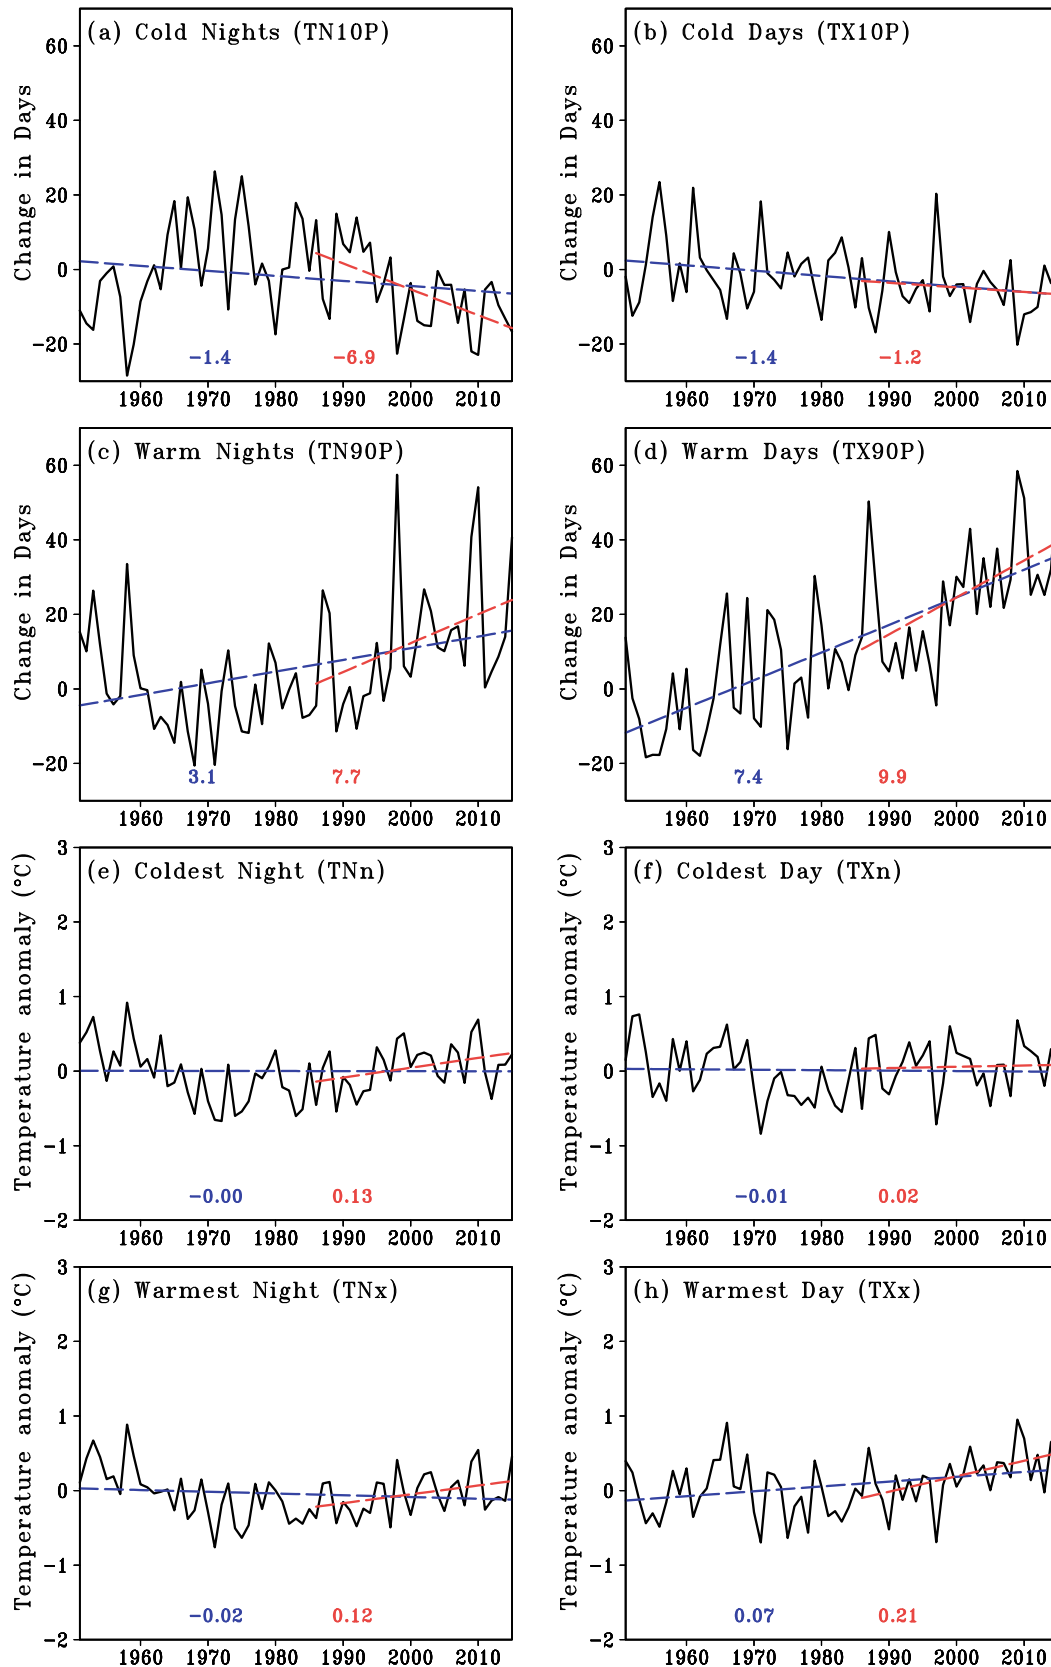 (a) Cold Nights (TN10P)
Change in Days
60
40
20
0
−20
−1.4
−6.9
1960 1970 1980 1990 2000 2010
(b) Cold Days (TX10P)
Change in Days
60
40
20
0
−20
−1.4
−1.2
1960 1970 1980 1990 2000 2010
(c) Warm Nights (TN90P)
Change in Days
60
40
20
0
−20
3.1
7.7
1960 1970 1980 1990 2000 2010
(d) Warm Days (TX90P)
Change in Days
60
40
20
0
−20
7.4
9.9
1960 1970 1980 1990 2000 2010
(e) Coldest Night (TNn)
Temperature anomaly (°C)
3
2
1
0
−1
−2
−0.00
0.13
1960 1970 1980 1990 2000 2010
(f) Coldest Day (TXn)
Temperature anomaly (°C)
3
2
1
0
−1
−2
−0.01
0.02
1960 1970 1980 1990 2000 2010
(g) Warmest Night (TNx)
Temperature anomaly (°C)
3
2
1
0
−1
−2
−0.02
0.12
1960 1970 1980 1990 2000 2010
(h) Warmest Day (TXx)
Temperature anomaly (°C)
3
2
1
0
−1
−2
0.07
0.21
1960 1970 1980 1990 2000 2010